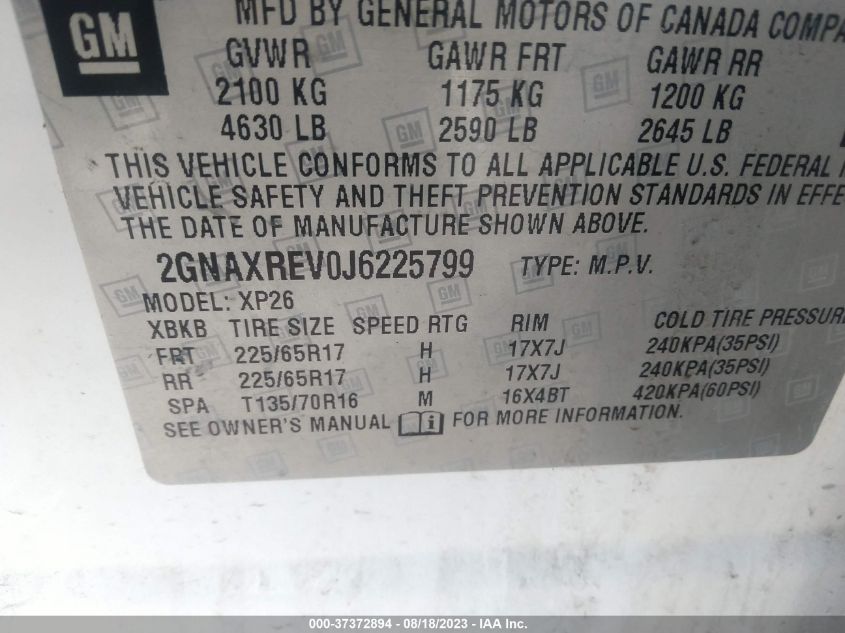 GM
MFD BY GENERAL MOTORS OF CANADA
GVWR GAWR FRT GAWR RR
2100 KG 1175 KG 1200 KG
4630 LB 2590 LB 2645 LB
THIS VEHICLE CONFORMS TO ALL APPLICABLE U.S. FEDERAL
VEHICLE SAFETY AND THEFT PREVENTION STANDARDS IN
THE DATE OF MANUFACTURE SHOWN ABOVE.
2GNAXREV0J6225799 TYPE: M.P.V.
MODEL: XP26
XBKB TIRE SIZE SPEED RTG RIM COLD TIRE PRESSURE
FRT 225/65R17 H 17X7J 240KPA(35PSI)
RR 225/65R17 H 17X7J 240KPA(35PSI)
SPA T135/70R16 M 16X4BT 420KPA(60PSI)
SEE OWNER'S MANUAL FOR MORE INFORMATION.
000-37372894 - 08/18/2023 - IAA Inc.